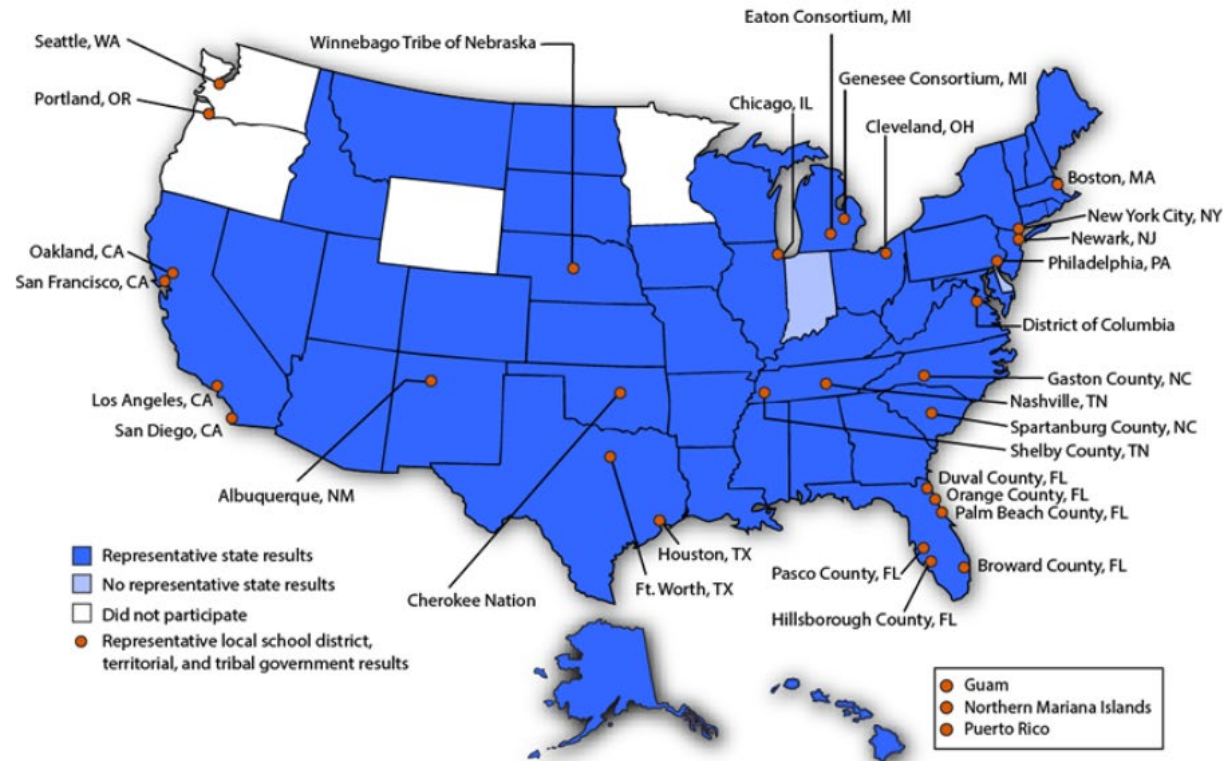 Eaton Consortium, MI
Seattle, WA
Winnebago Tribe of Nebraska
Genesee Consortium, MI
Portland, OR
Chicago, IL
Cleveland, OH
Boston, MA
New York City, NY
Newark, NJ
Oakland, CA
Philadelphia, PA
San Francisco, CA
District of Columbia
Gaston County, NC
Los Angeles, CA
Nashville, TN
San Diego, CA
Spartanburg County, NC
Shelby County, TN
Albuquerque, NM
Duval County, FL
Orange County, FL
Palm Beach County, FL
Representative state results
Houston, TX
No representative state results
Pasco County, FL
Broward County, FL
Ft. Worth, TX
Cherokee Nation
Did not participate
Hillsborough County, FL
Representative local school district,
territorial, and tribal government results
Guam
Northern Mariana Islands
Puerto Rico